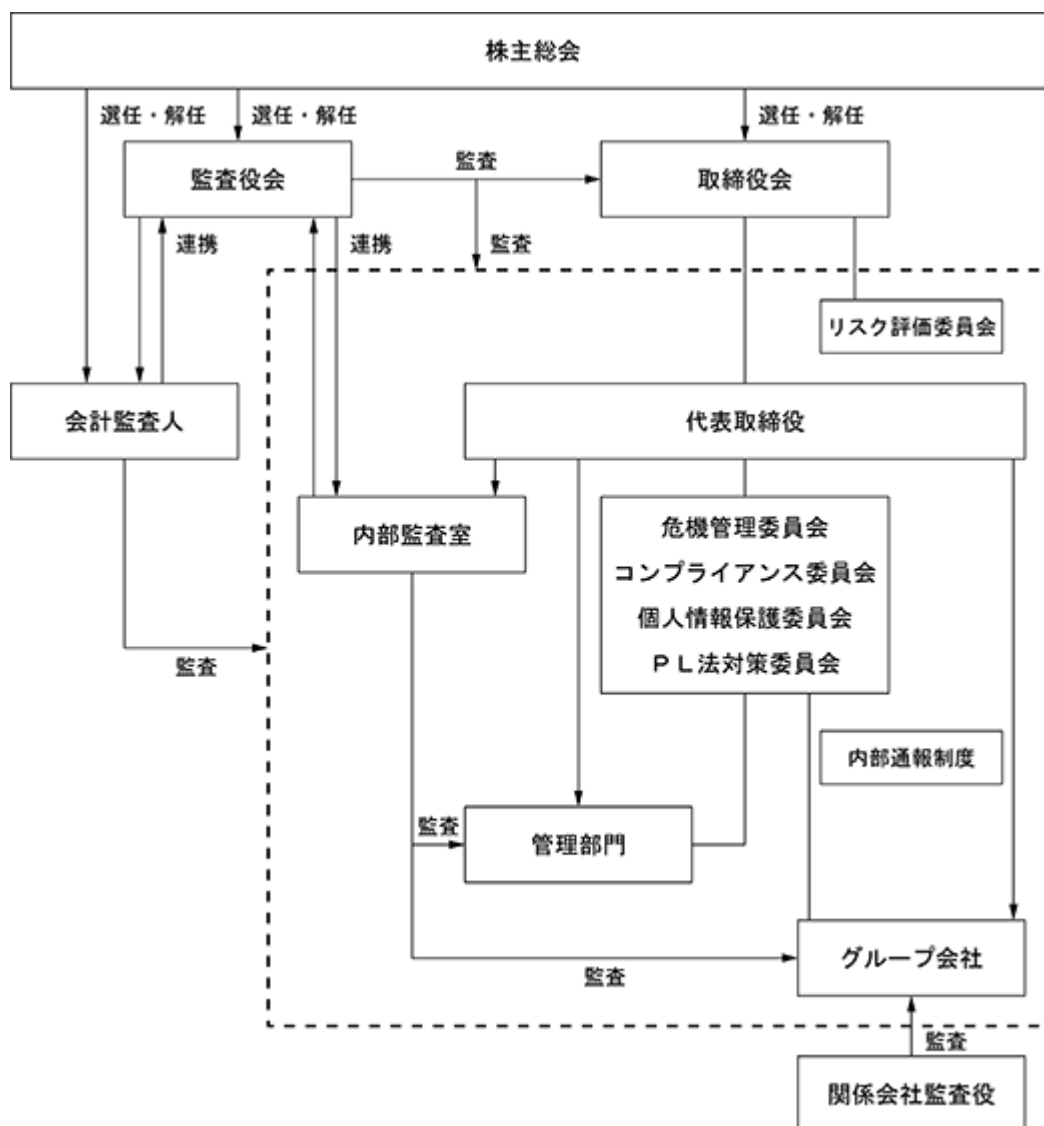 株主総会
選任・解任
選任・解任
選任・解任
監査役会
監査
取締役会
連携
連携
監査
リスク評価委員会
会計監査人
代表取締役
内部監査室
危機管理委員会
コンプライアンス委員会
個人情報保護委員会
ＰＬ法対策委員会
監査
内部通報制度
監査
管理部門
グループ会社
監査
監査
関係会社監査役